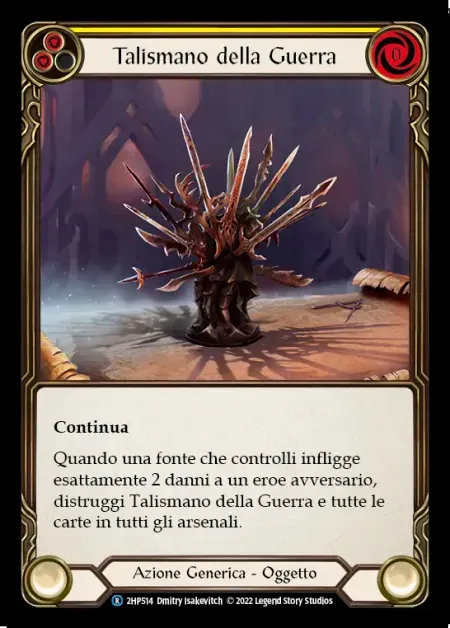 Talismano della Guerra
0
Continua
Quando una fonte che controlli infligge
esattamente 2 danni a un eroe avversario,
distruggi Talismano della Guerra e tutte le
carte in tutti gli arsenali.
Azione Generica - Oggetto
R 2HP514 Dmitry Isakevitch © 2022 Legend Story Studios